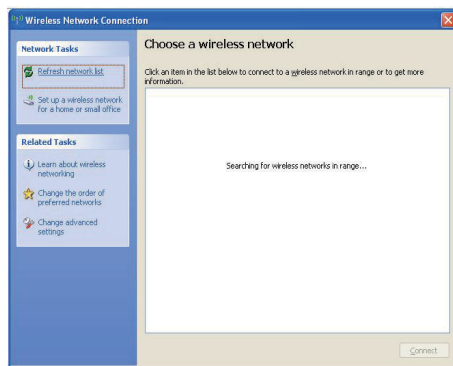 Wireless Network Connection
Network Tasks
Refresh network list
Set up a wireless network
for a home or small office
Related Tasks
Learn about wireless
networking
Change the order of
preferred networks
Change advanced
settings
Choose a wireless network
Click an item in the list below to connect to a wireless network in range or to get more
information.
Searching for wireless networks in range...
Connect